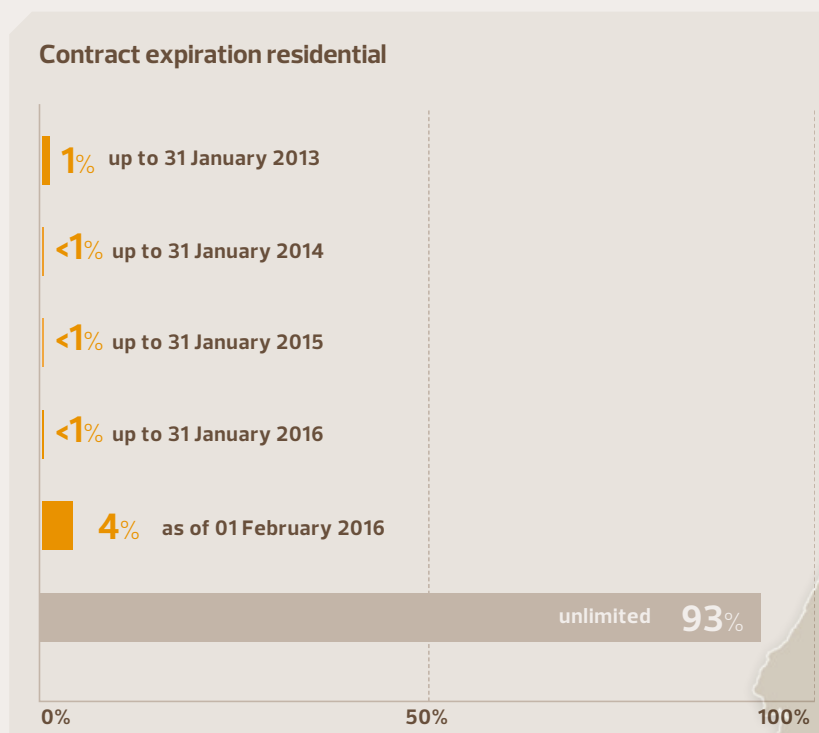 Contract expiration residential
1% up to 31 January 2013
<1% up to 31 January 2014
<1% up to 31 January 2015
<1% up to 31 January 2016
4% as of 01 February 2016
unlimited 93%
0% 50% 100%